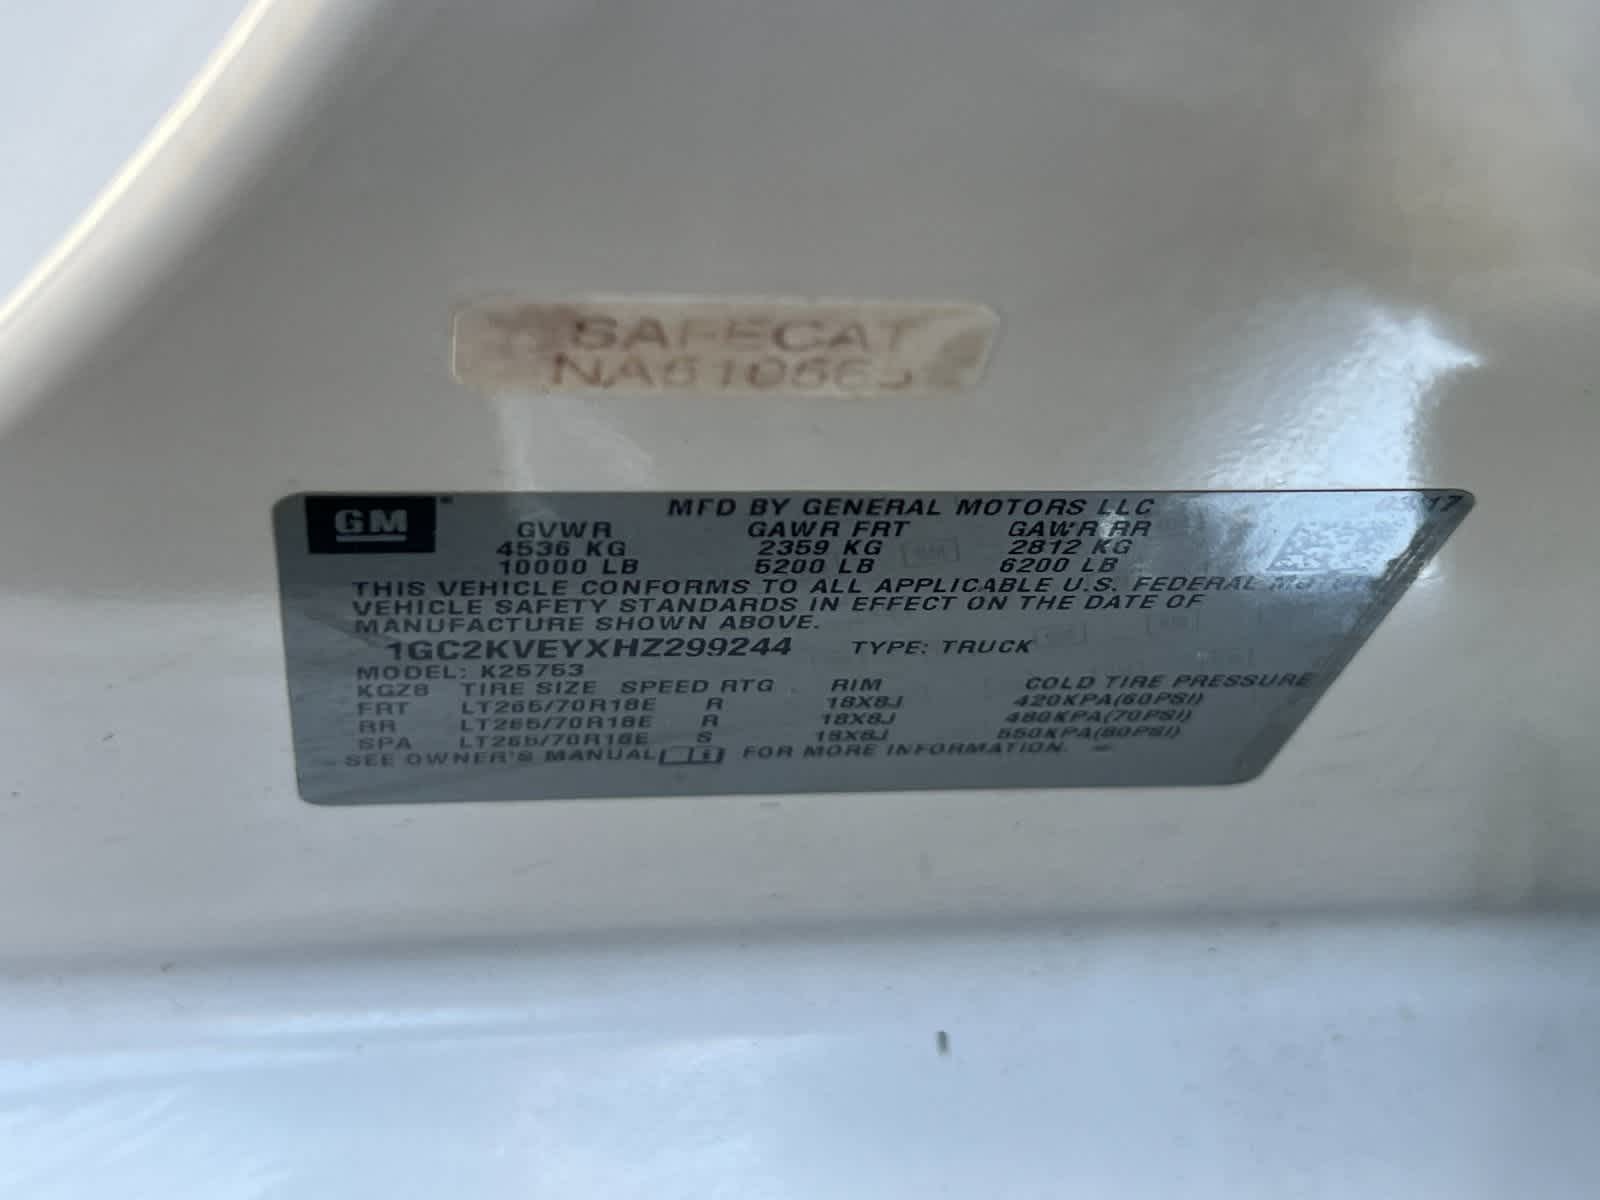 SAFECAT
GM
MFD BY GENERAL MOTORS LLC
GVWR GAWR FRT GAWR RR
4536 KG 2359 KG 2812 KG
10000 LB 5200 LB 6200 LB
THIS VEHICLE CONFORMS TO ALL APPLICABLE U.S. FEDERAL MOTOR
VEHICLE SAFETY STANDARDS IN EFFECT ON THE DATE OF
MANUFACTURE SHOWN ABOVE.
1GC2KVEYXHZ299244 TYPE: TRUCK
MODEL: K25753
KGZ8 TIRE SIZE SPEED RTG RIM COLD TIRE PRESSURE
FRT LT265/70R18E R 18X8J 420KPA(60PSI)
RR LT265/70R18E R 18X8J 480KPA(70PSI)
SPA LT265/70R18E S 18X8J 550KPA(80PSI)
SEE OWNER'S MANUAL FOR MORE INFORMATION.